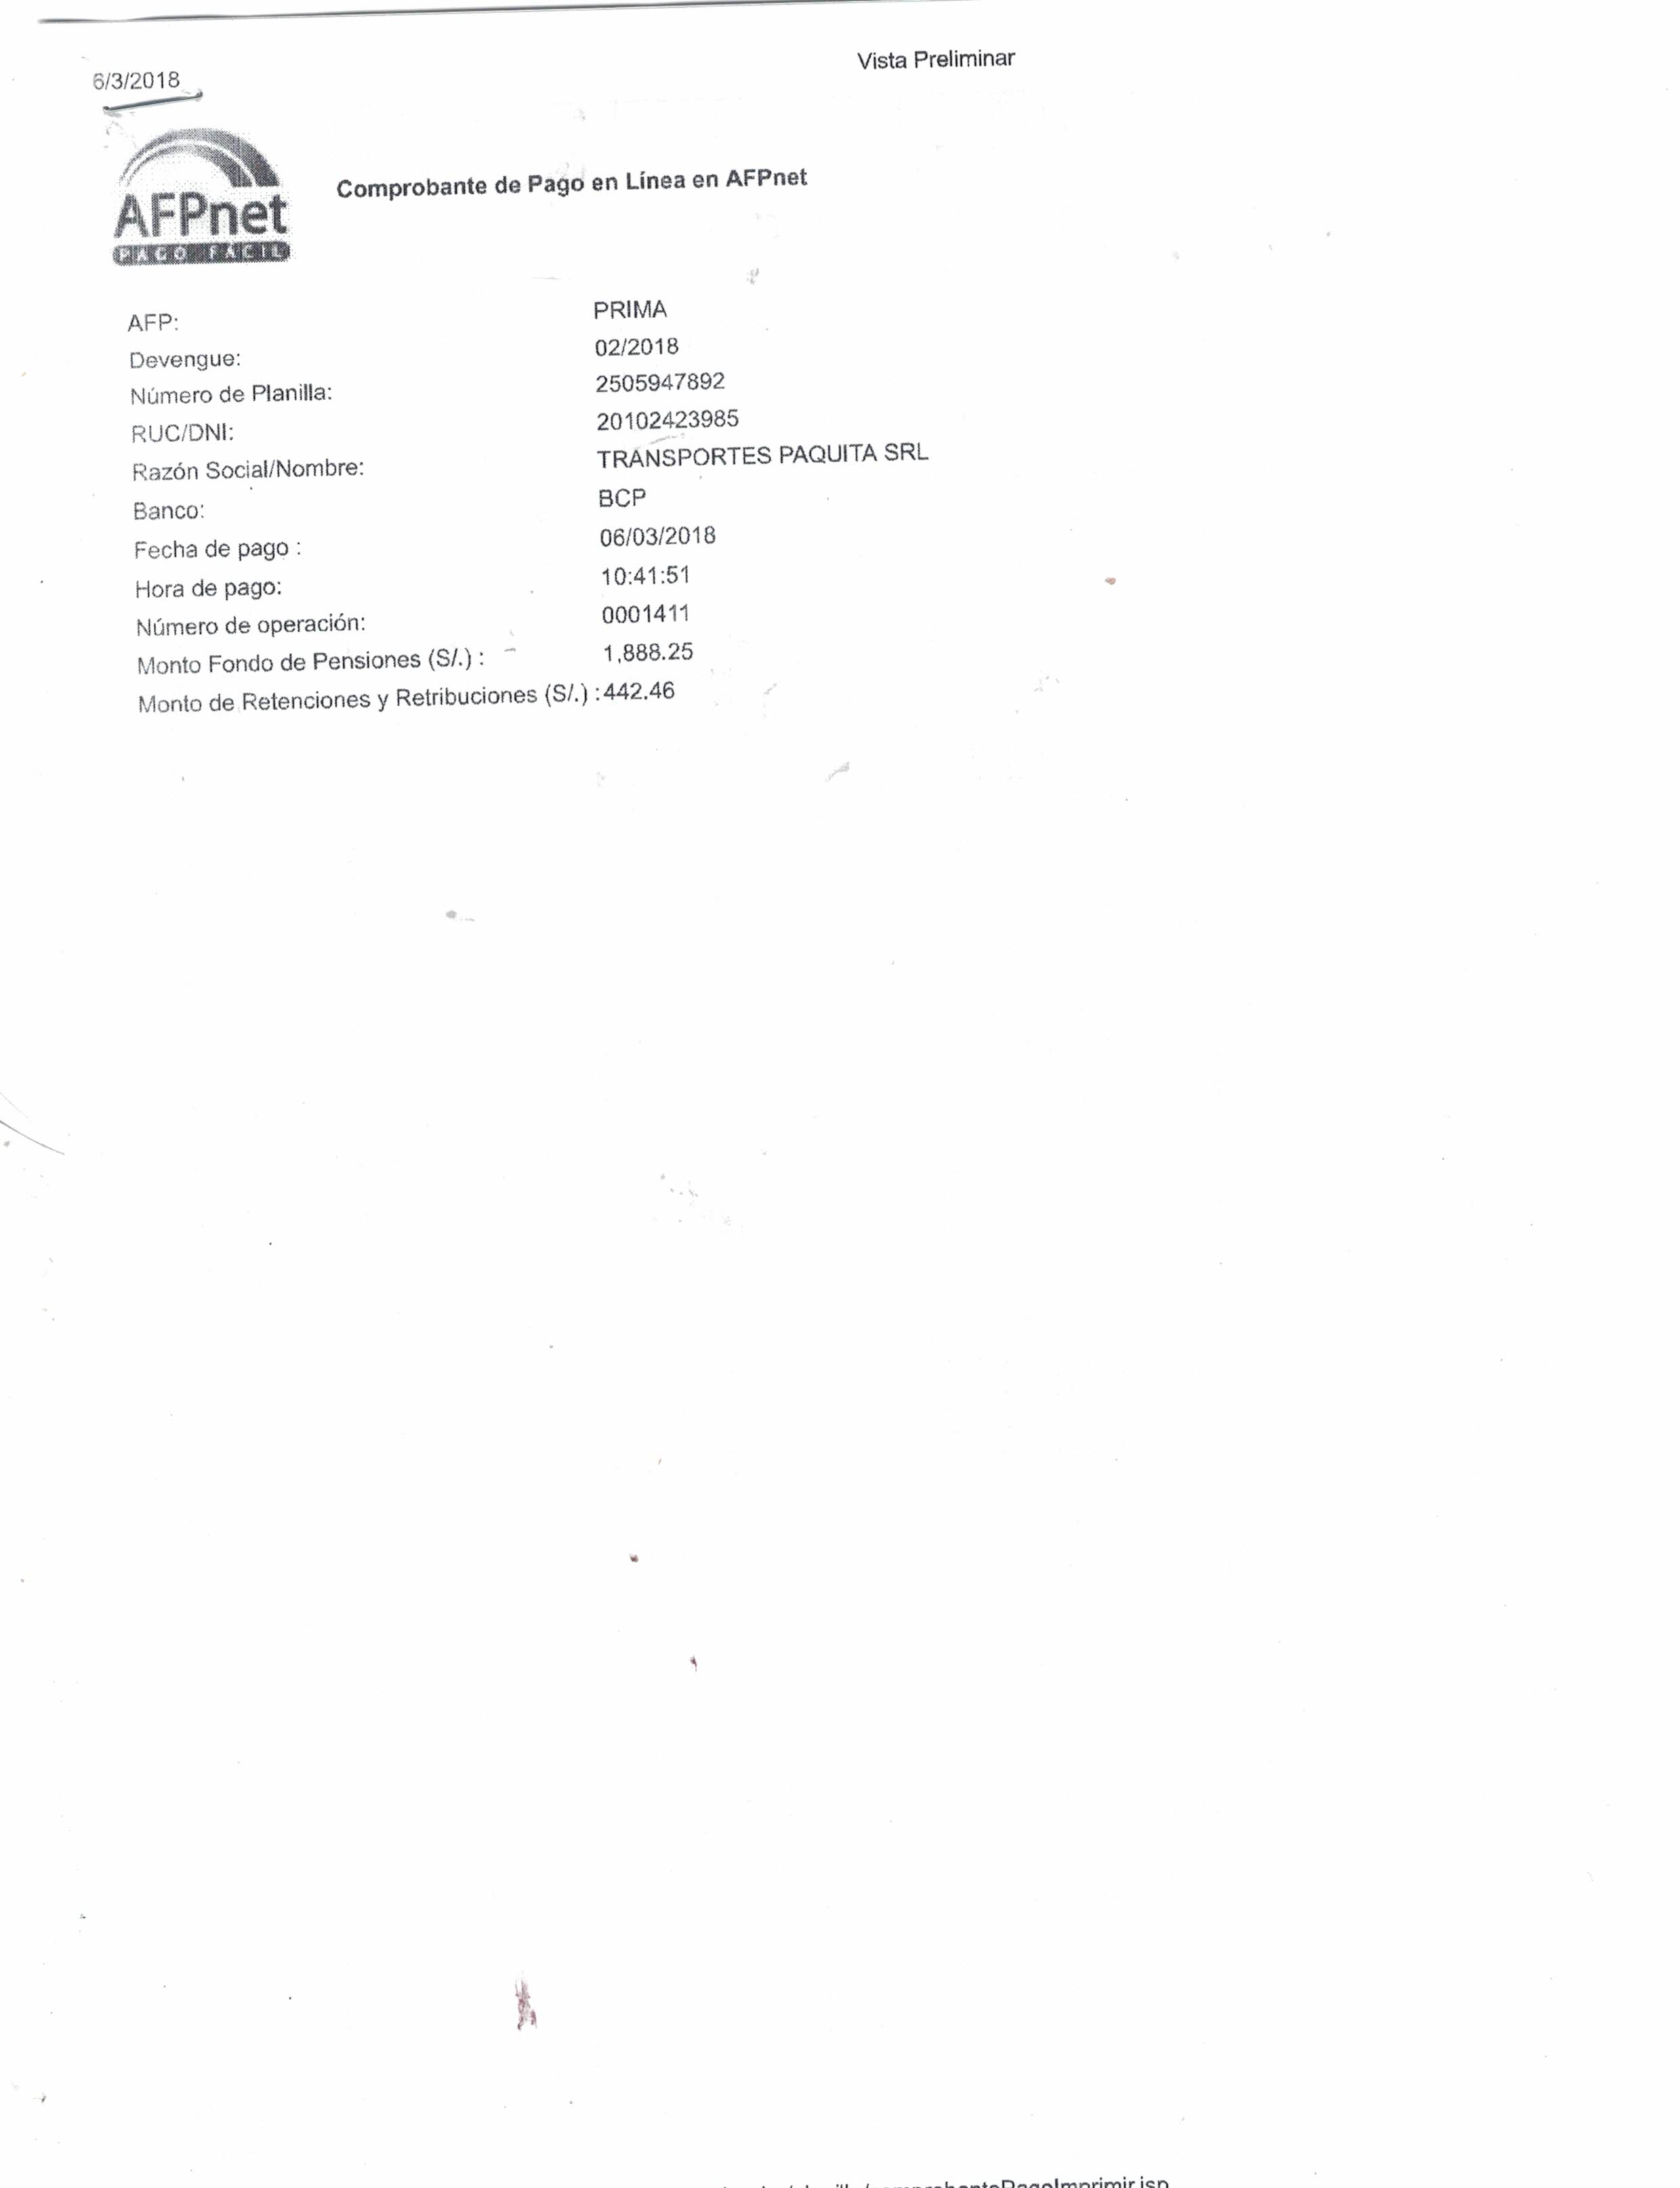 6/3/2018
Vista Preliminar
AFPnet
PAGO FACIL
Comprobante de Pago en Línea en AFPnet
AFP: PRIMA
Devengue: 02/2018
Número de Planilla: 2505947892
RUC/DNI: 20102423985
Razón Social/Nombre: TRANSPORTES PAQUITA SRL
Banco: BCP
Fecha de pago : 06/03/2018
Hora de pago: 10:41:51
Número de operación: 0001411
Monto Fondo de Pensiones (S/.) : 1,888.25
Monto de Retenciones y Retribuciones (S/.) : 442.46